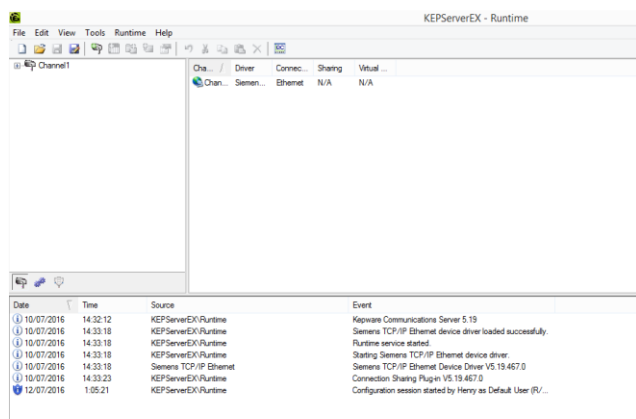 KEPServerEX - Runtime
File Edit View Tools Runtime Help
Channel1
Cha... / Driver Connec... Sharing Virtual ...
Chan... Siemen... Ethernet N/A N/A
Date Time Source Event
10/07/2016 14:32:12 KEPServerEX\Runtime Kepware Communications Server 5.19
10/07/2016 14:33:18 KEPServerEX\Runtime Siemens TCP/IP Ethernet device driver loaded successfully.
10/07/2016 14:33:18 KEPServerEX\Runtime Runtime service started.
10/07/2016 14:33:18 KEPServerEX\Runtime Starting Siemens TCP/IP Ethernet device driver.
10/07/2016 14:33:18 Siemens TCP/IP Ethernet Siemens TCP/IP Ethernet Device Driver V5.19.467.0
10/07/2016 14:33:23 KEPServerEX\Runtime Connection Sharing Plug-in V5.19.467.0
12/07/2016 1:05:21 KEPServerEX\Runtime Configuration session started by Henry as Default User (R/...